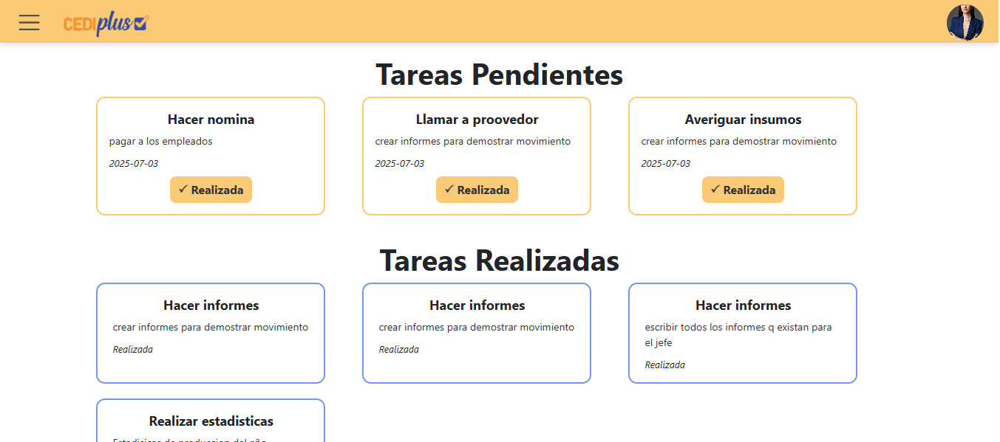 CEDIplus
Tareas Pendientes
Hacer nomina
pagar a los empleados
2025-07-03
✓ Realizada
Llamar a proovedor
crear informes para demostrar movimiento
2025-07-03
✓ Realizada
Averiguar insumos
crear informes para demostrar movimiento
2025-07-03
✓ Realizada
Tareas Realizadas
Hacer informes
crear informes para demostrar movimiento
Realizada
Hacer informes
crear informes para demostrar movimiento
Realizada
Hacer informes
escribir todos los informes q existan para
el jefe
Realizada
Realizar estadisticas